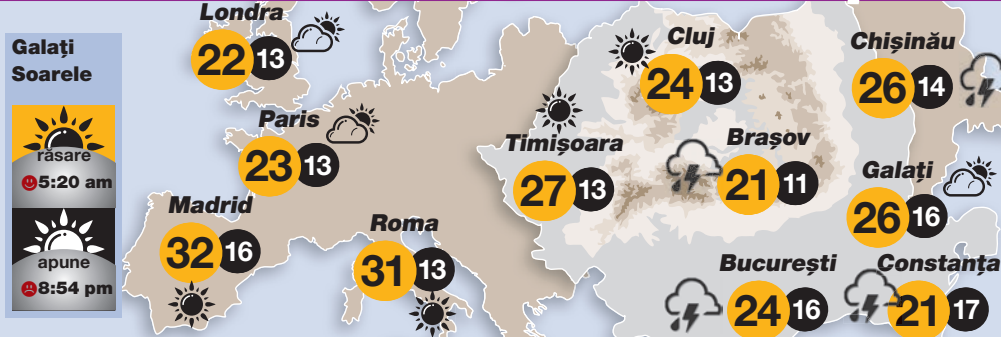 Galați
Soarele
răsare
5:20 am
apune
8:54 pm
Londra
22 13
Paris
23 13
Madrid
32 16
Roma
31 13
Timișoara
27 13
Cluj
24 13
Brașov
21 11
București
24 16
Chișinău
26 14
Galați
26 16
Constanța
21 17